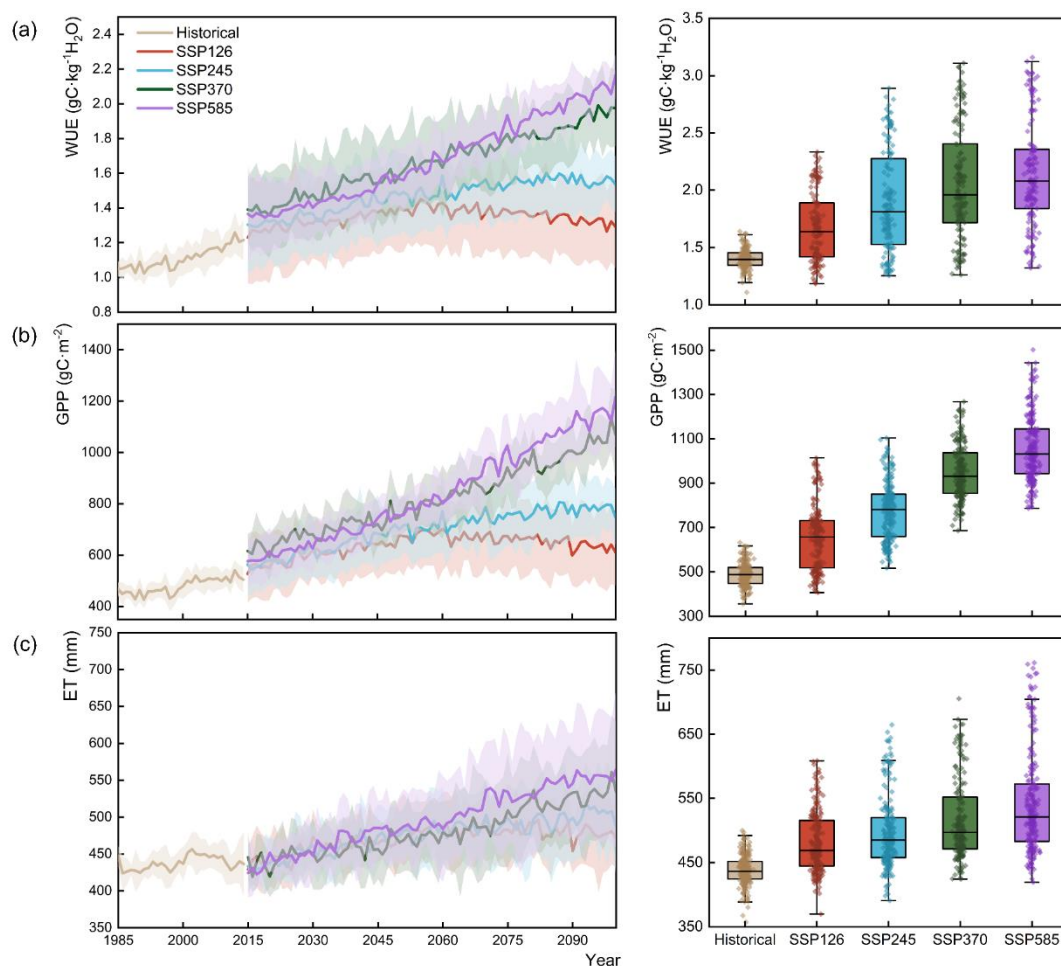 (a)
WUE (gC·kg⁻¹H₂O)
2.4
2.2
2.0
1.8
1.6
1.4
1.2
1.0
0.8
Historical
SSP126
SSP245
SSP370
SSP585
WUE (gC·kg⁻¹H₂O)
3.5
3.0
2.5
2.0
1.5
1.0
(b)
GPP (gC·m⁻²)
1400
1200
1000
800
600
400
GPP (gC·m⁻²)
1500
1300
1100
900
700
500
300
(c)
ET (mm)
750
700
650
600
550
500
450
400
350
1985 2000 2015 2030 2045 2060 2075 2090
Year
ET (mm)
750
650
550
450
350
Historical SSP126 SSP245 SSP370 SSP585